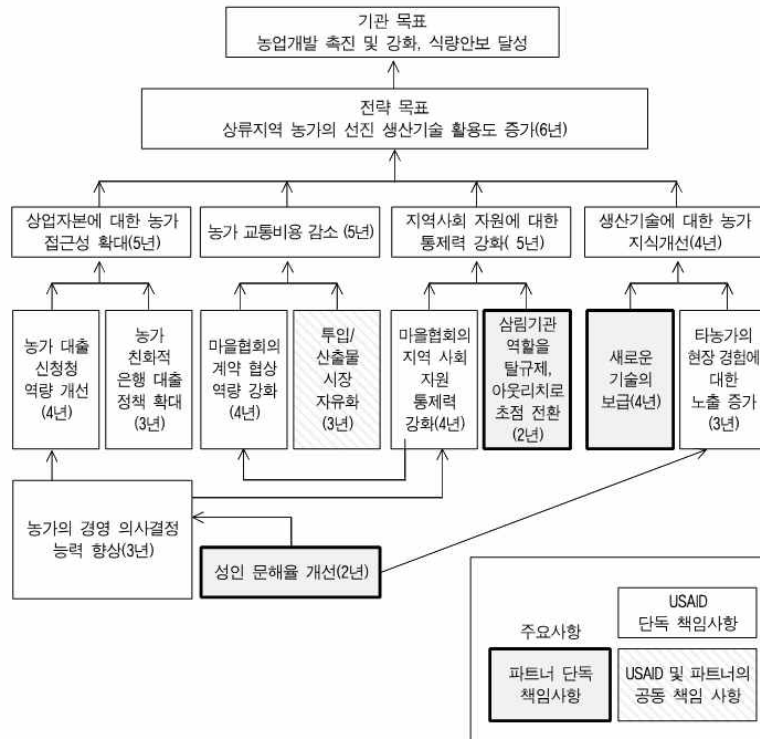 기관 목표
농업개발 촉진 및 강화, 식량안보 달성
전략 목표
상류지역 농가의 선진 생산기술 활용도 증가(6년)
상업자본에 대한 농가
접근성 확대(5년)
농가 교통비용 감소 (5년)
지역사회 자원에 대한
통제력 강화( 5년)
생산기술에 대한 농가
지식개선(4년)
농가 대출
신청청
역량 개선
(4년)
농가
친화적
은행 대출
정책 확대
(3년)
마을협회의
계약 협상
역량 강화
(4년)
투입/
산출물
시장
자유화
(3년)
마을협회의
지역 사회
자원
통제력
강화(4년)
삼림기관
역할을
탈규제,
아웃리치로
초점 전환
(2년)
새로운
기술의
보급(4년)
타농가의
현장 경험에
대한
노출 증가
(3년)
농가의 경영 의사결정
능력 향상(3년)
성인 문해율 개선(2년)
주요사항
USAID
단독 책임사항
파트너 단독
책임사항
USAID 및 파트너의
공동 책임 사항